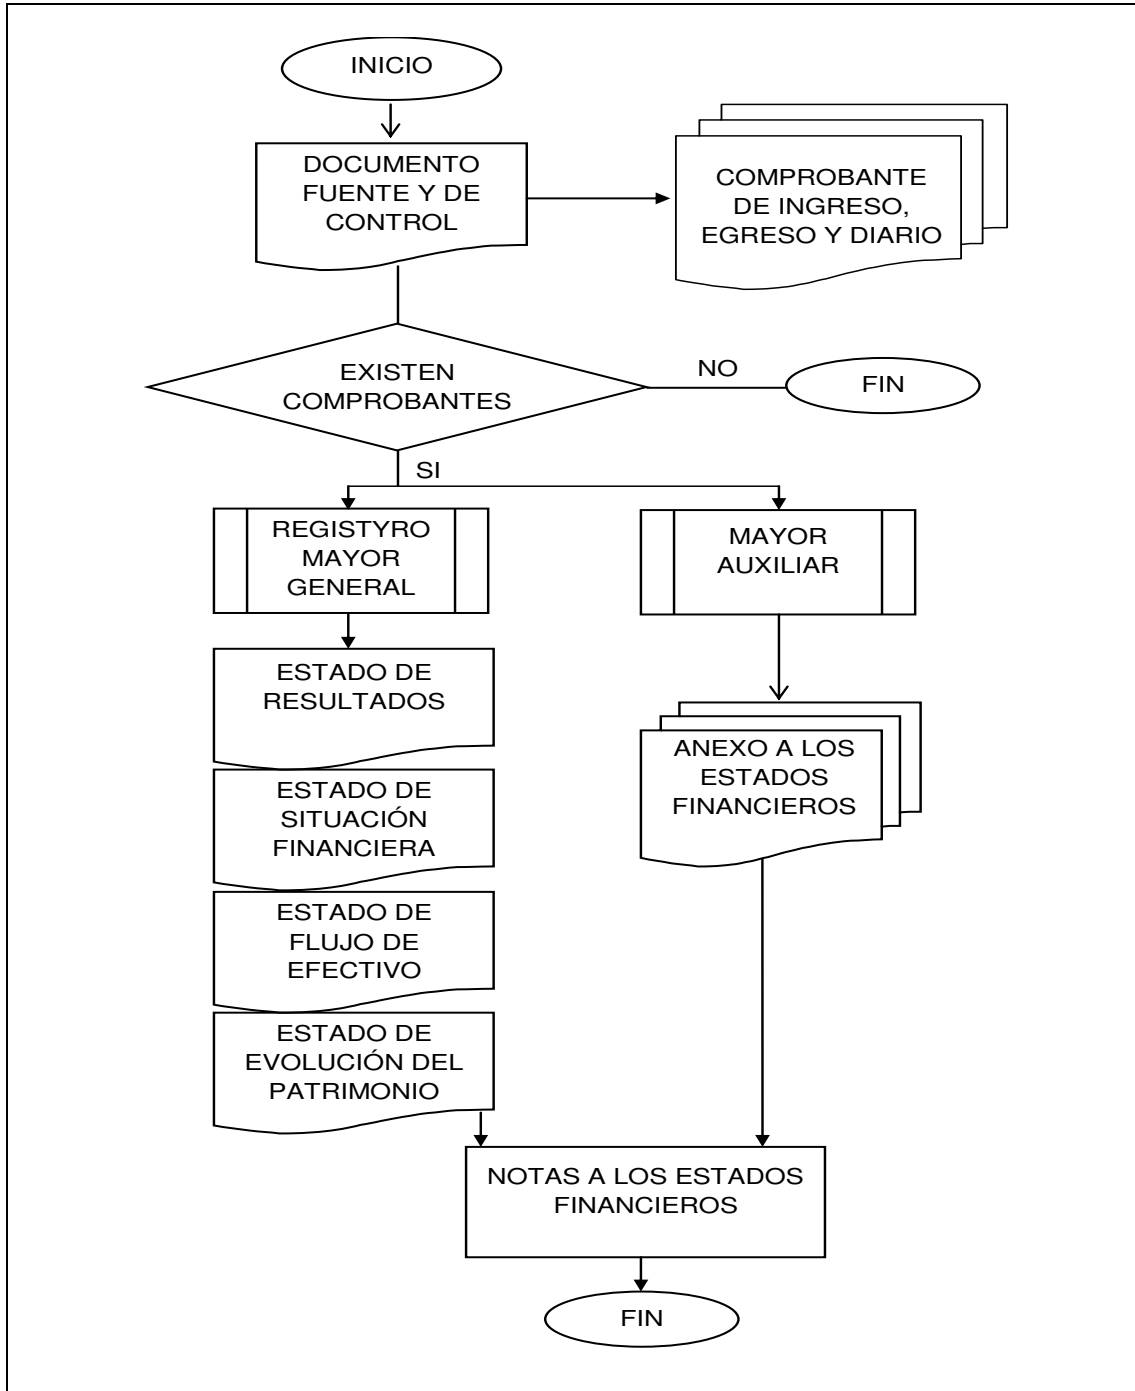 INICIO
DOCUMENTO
FUENTE Y DE
CONTROL
COMPROBANTE
DE INGRESO,
EGRESO Y DIARIO
EXISTEN
COMPROBANTES
NO
FIN
SI
REGISTYRO
MAYOR
GENERAL
MAYOR
AUXILIAR
ESTADO DE
RESULTADOS
ESTADO DE
SITUACIÓN
FINANCIERA
ESTADO DE
FLUJO DE
EFECTIVO
ESTADO DE
EVOLUCIÓN DEL
PATRIMONIO
ANEXO A LOS
ESTADOS
FINANCIEROS
NOTAS A LOS ESTADOS
FINANCIEROS
FIN